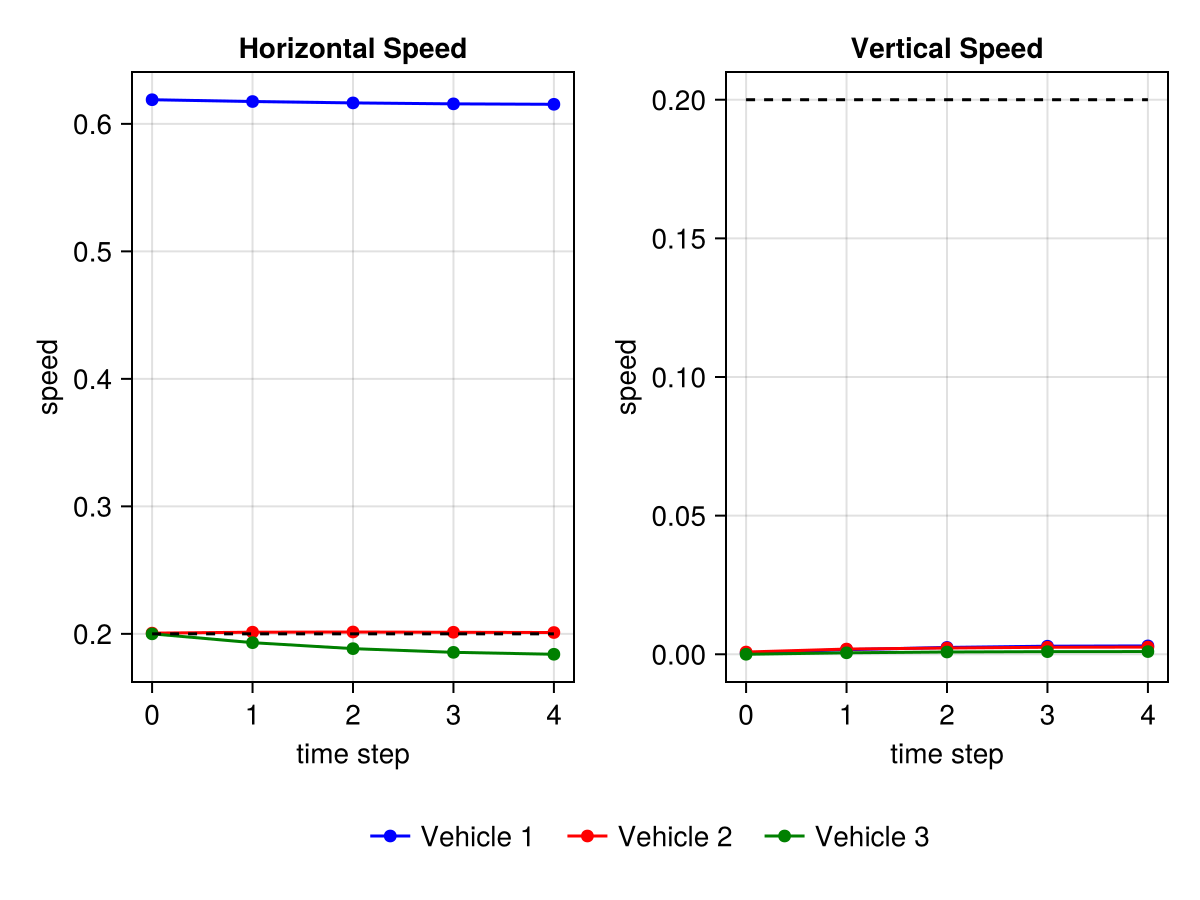 Horizontal Speed
speed
0.6
0.5
0.4
0.3
0.2
0 1 2 3 4
time step
Vertical Speed
speed
0.20
0.15
0.10
0.05
0.00
0 1 2 3 4
time step
Vehicle 1 Vehicle 2 Vehicle 3